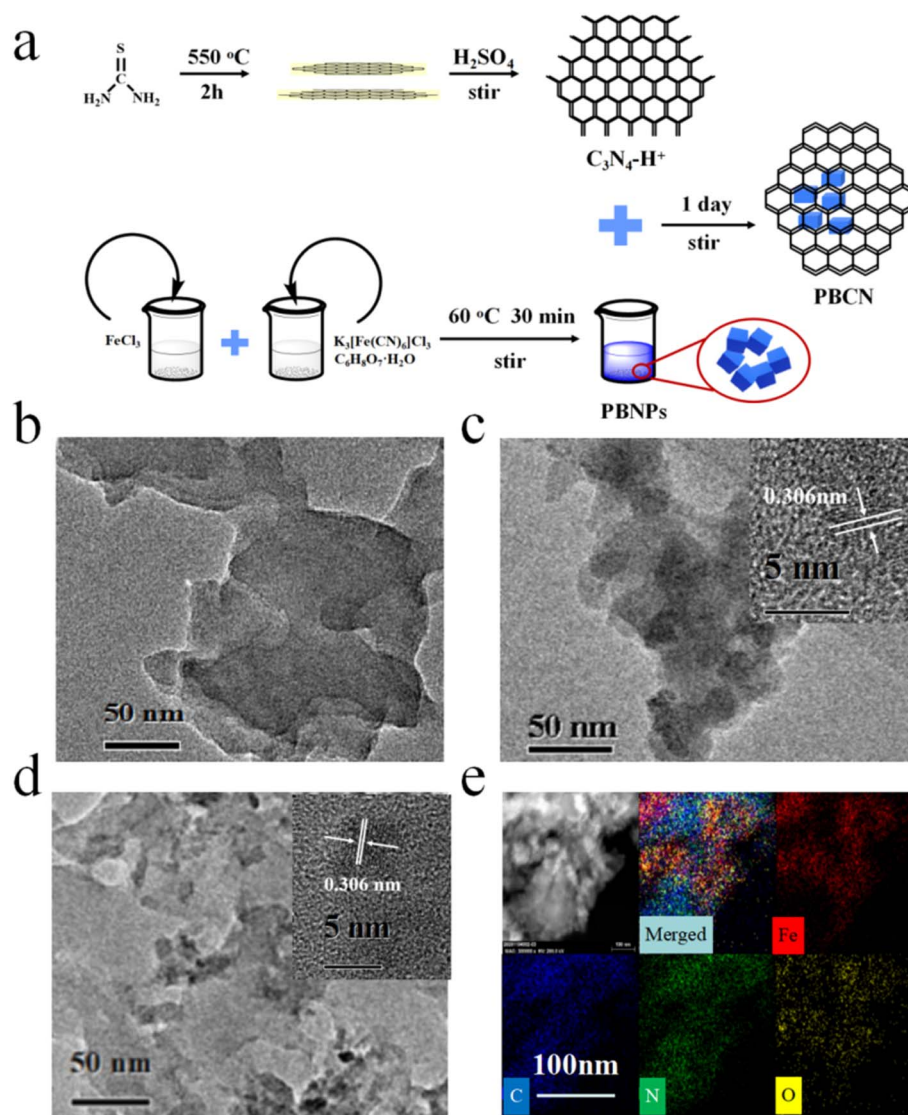 a
S
C
H₂N
NH₂
550 °C
2h
H₂SO₄
stir
C₃N₄-H⁺
1 day
stir
PBCN
FeCl₃
K₃[Fe(CN)₆]Cl₃
C₆H₈O₇·H₂O
60 °C 30 min
stir
PBNPs
b
50 nm
c
0.306nm
5 nm
50 nm
d
0.306 nm
5 nm
50 nm
e
Merged
Fe
100nm
C
N
O